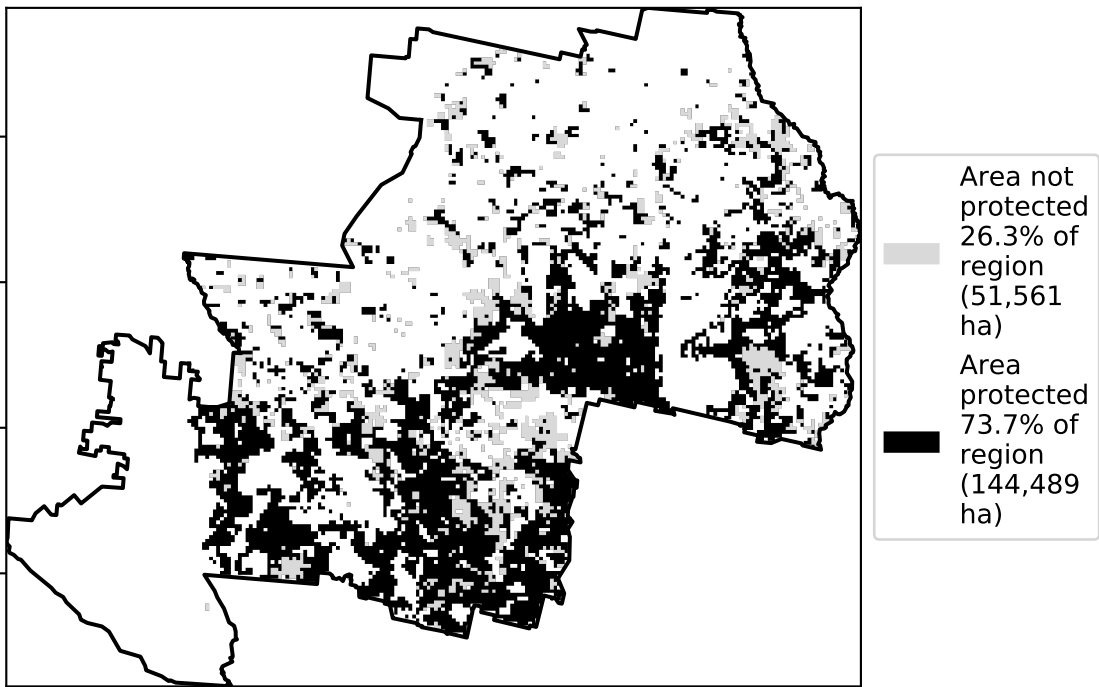 Area not
protected
26.3% of
region
(51,561
ha)
Area
protected
73.7% of
region
(144,489
ha)